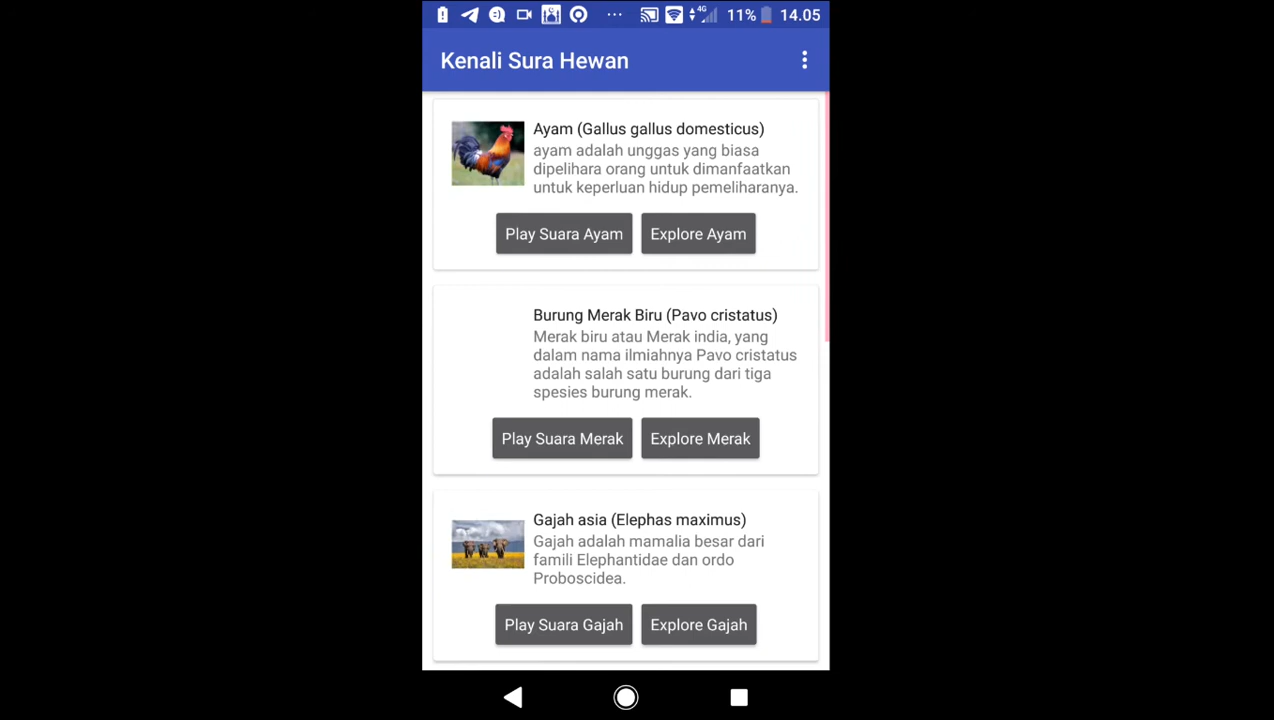 4G 11% 14.05
Kenali Sura Hewan
Ayam (Gallus gallus domesticus)
ayam adalah unggas yang biasa
dipelihara orang untuk dimanfaatkan
untuk keperluan hidup pemeliharanya.
Play Suara Ayam Explore Ayam
Burung Merak Biru (Pavo cristatus)
Merak biru atau Merak india, yang
dalam nama ilmiahnya Pavo cristatus
adalah salah satu burung dari tiga
spesies burung merak.
Play Suara Merak Explore Merak
Gajah asia (Elephas maximus)
Gajah adalah mamalia besar dari
famili Elephantidae dan ordo
Proboscidea.
Play Suara Gajah Explore Gajah